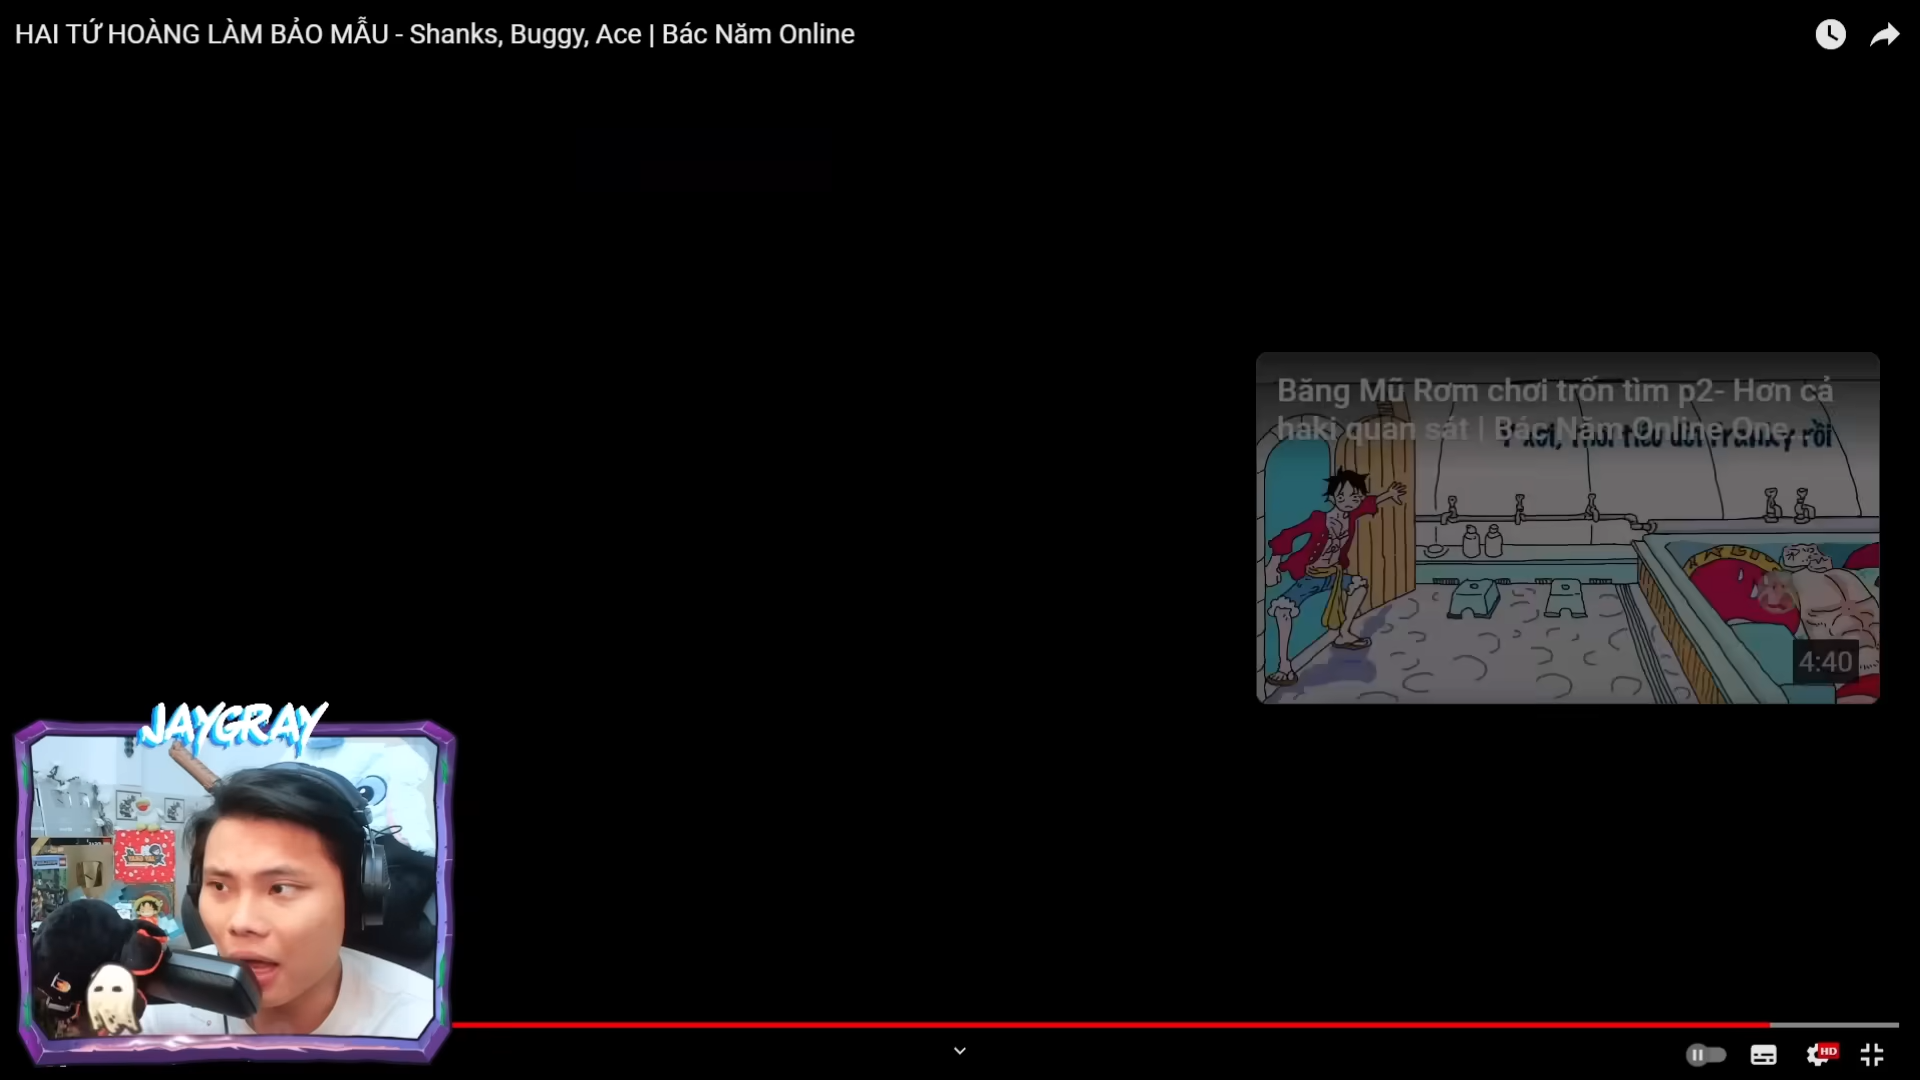 HAI TỨ HOÀNG LÀM BẢO MẪU - Shanks, Buggy, Ace | Bác Năm Online
Băng Mũ Rơm chơi trốn tìm p2- Hơn cả
haki quan sát | Bác Năm Online One...
rồi
4:40
JAYGRAY
HD